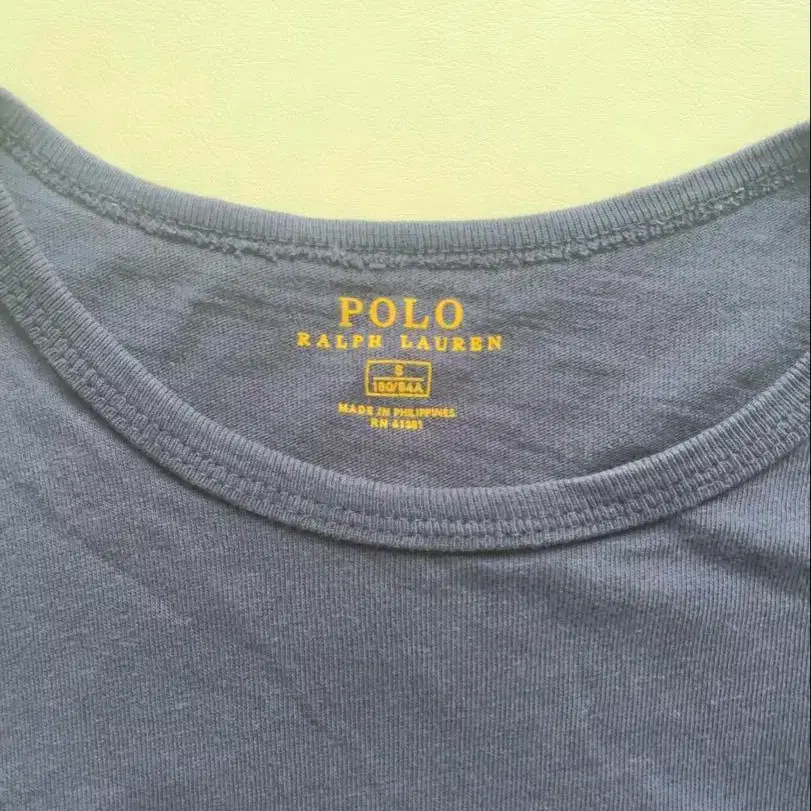 POLO
RALPH LAUREN
S
160/84A
MADE IN PHILIPPINES
RN 41381